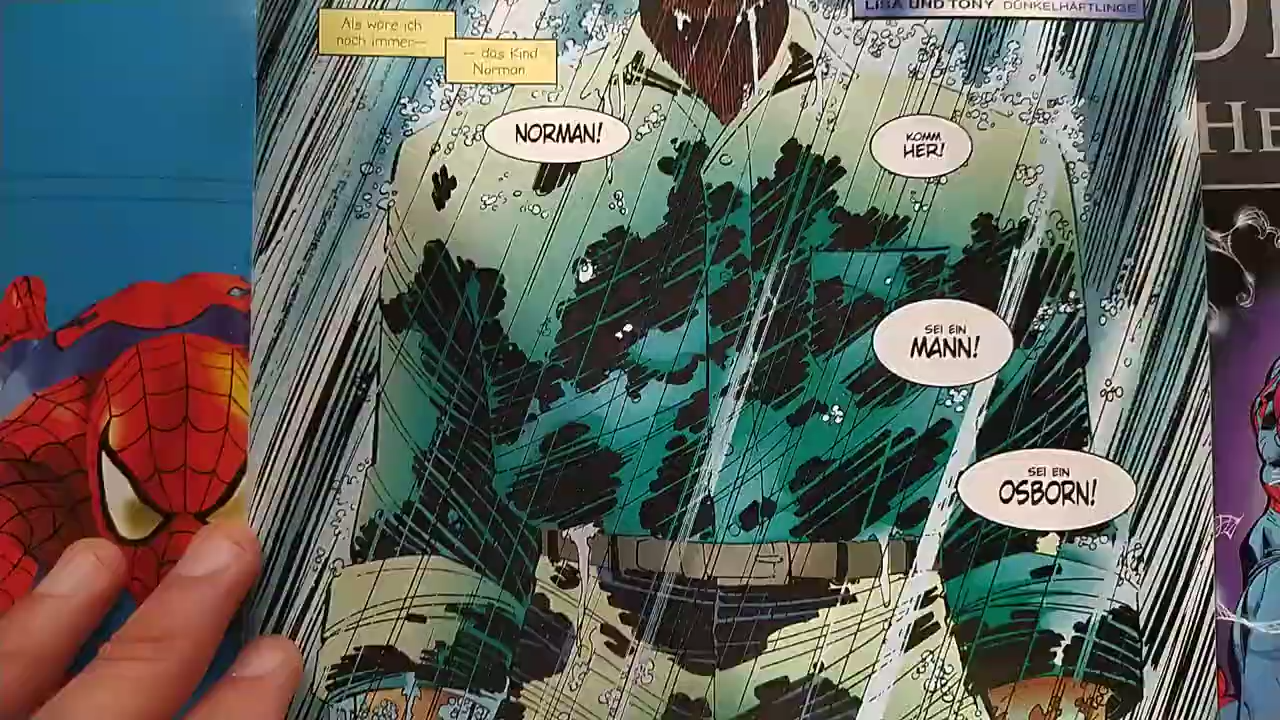 LISA UND TONY DÜNKELHÄFTLINGE
Als wäre ich
noch immer—
— das Kind
Norman
NORMAN!
KOMM
HER!
SEI EIN
MANN!
SEI EIN
OSBORN!
HE